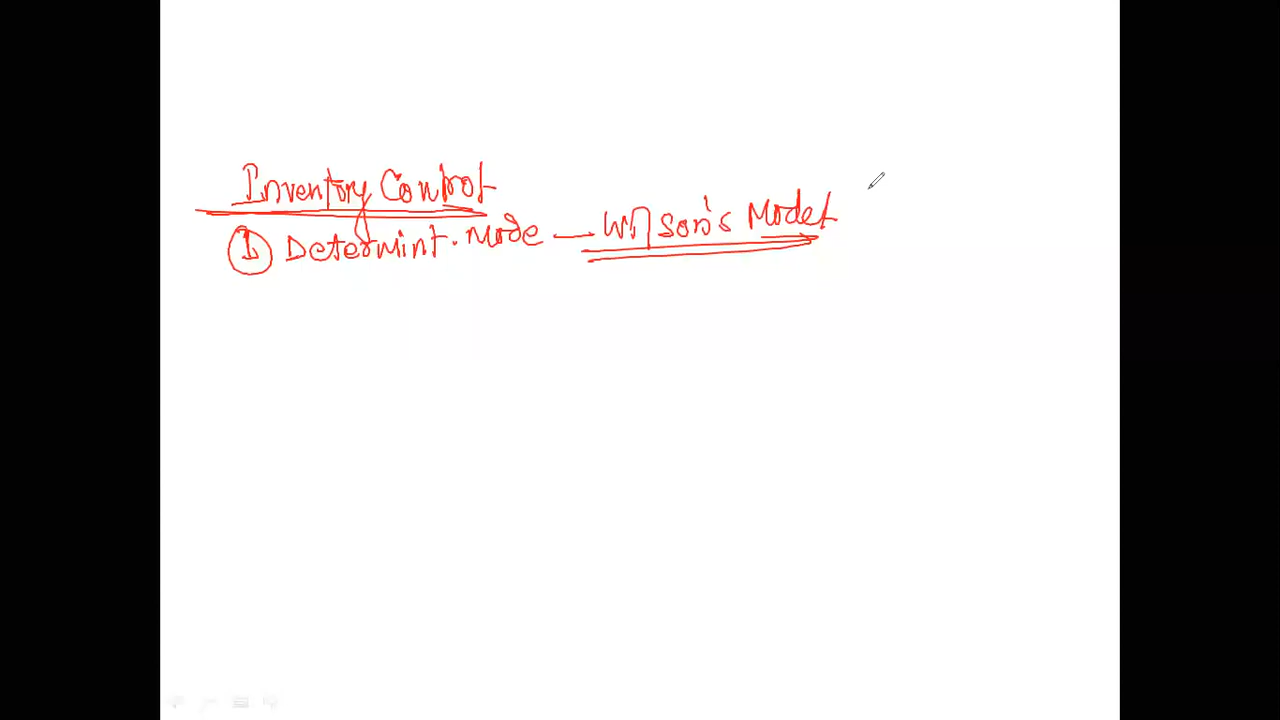 Inventory Control
① Determint. Mode — Wilson's Model